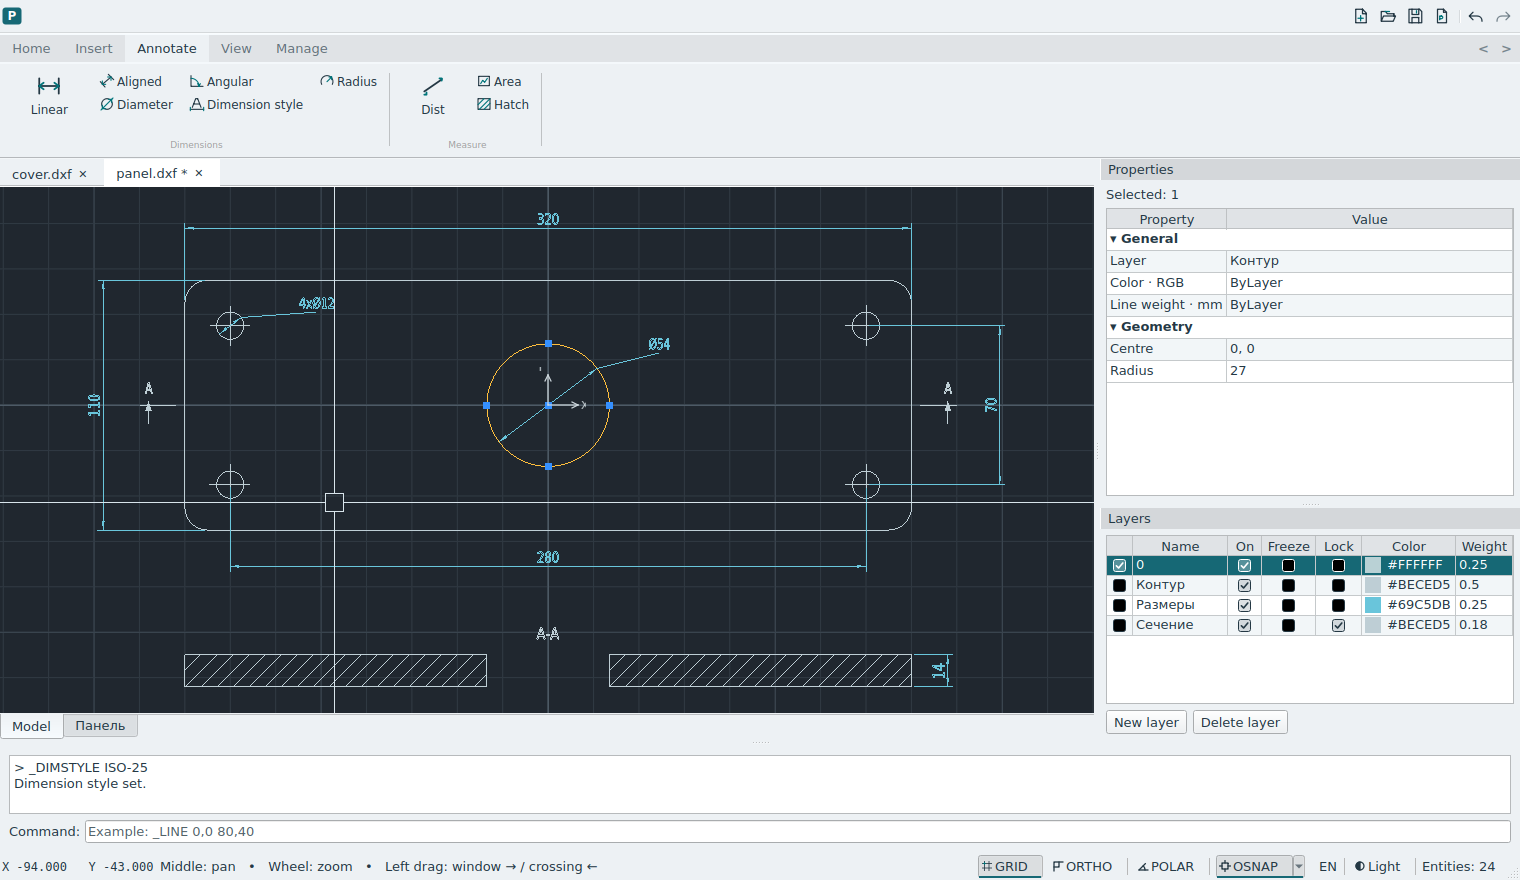 P
Home Insert Annotate View Manage < >
Linear
Aligned
Angular
Radius
Diameter
Dimension style
Dimensions
Dist
Area
Hatch
Measure
cover.dxf ×
panel.dxf * ×
320
4xØ12
Ø54
A
A
110
70
X
280
A-A
14
Model
Панель
Properties
Selected: 1
Property Value
▾ General
Layer Контур
Color · RGB ByLayer
Line weight · mm ByLayer
▾ Geometry
Centre 0, 0
Radius 27
Layers
Name On Freeze Lock Color Weight
0 #FFFFFF 0.25
Контур #BECED5 0.5
Размеры #69C5DB 0.25
Сечение #BECED5 0.18
New layer Delete layer
> _DIMSTYLE ISO-25
Dimension style set.
Command: Example: _LINE 0,0 80,40
X -94.000 Y -43.000 Middle: pan • Wheel: zoom • Left drag: window → / crossing ← GRID ORTHO POLAR OSNAP EN Light Entities: 24